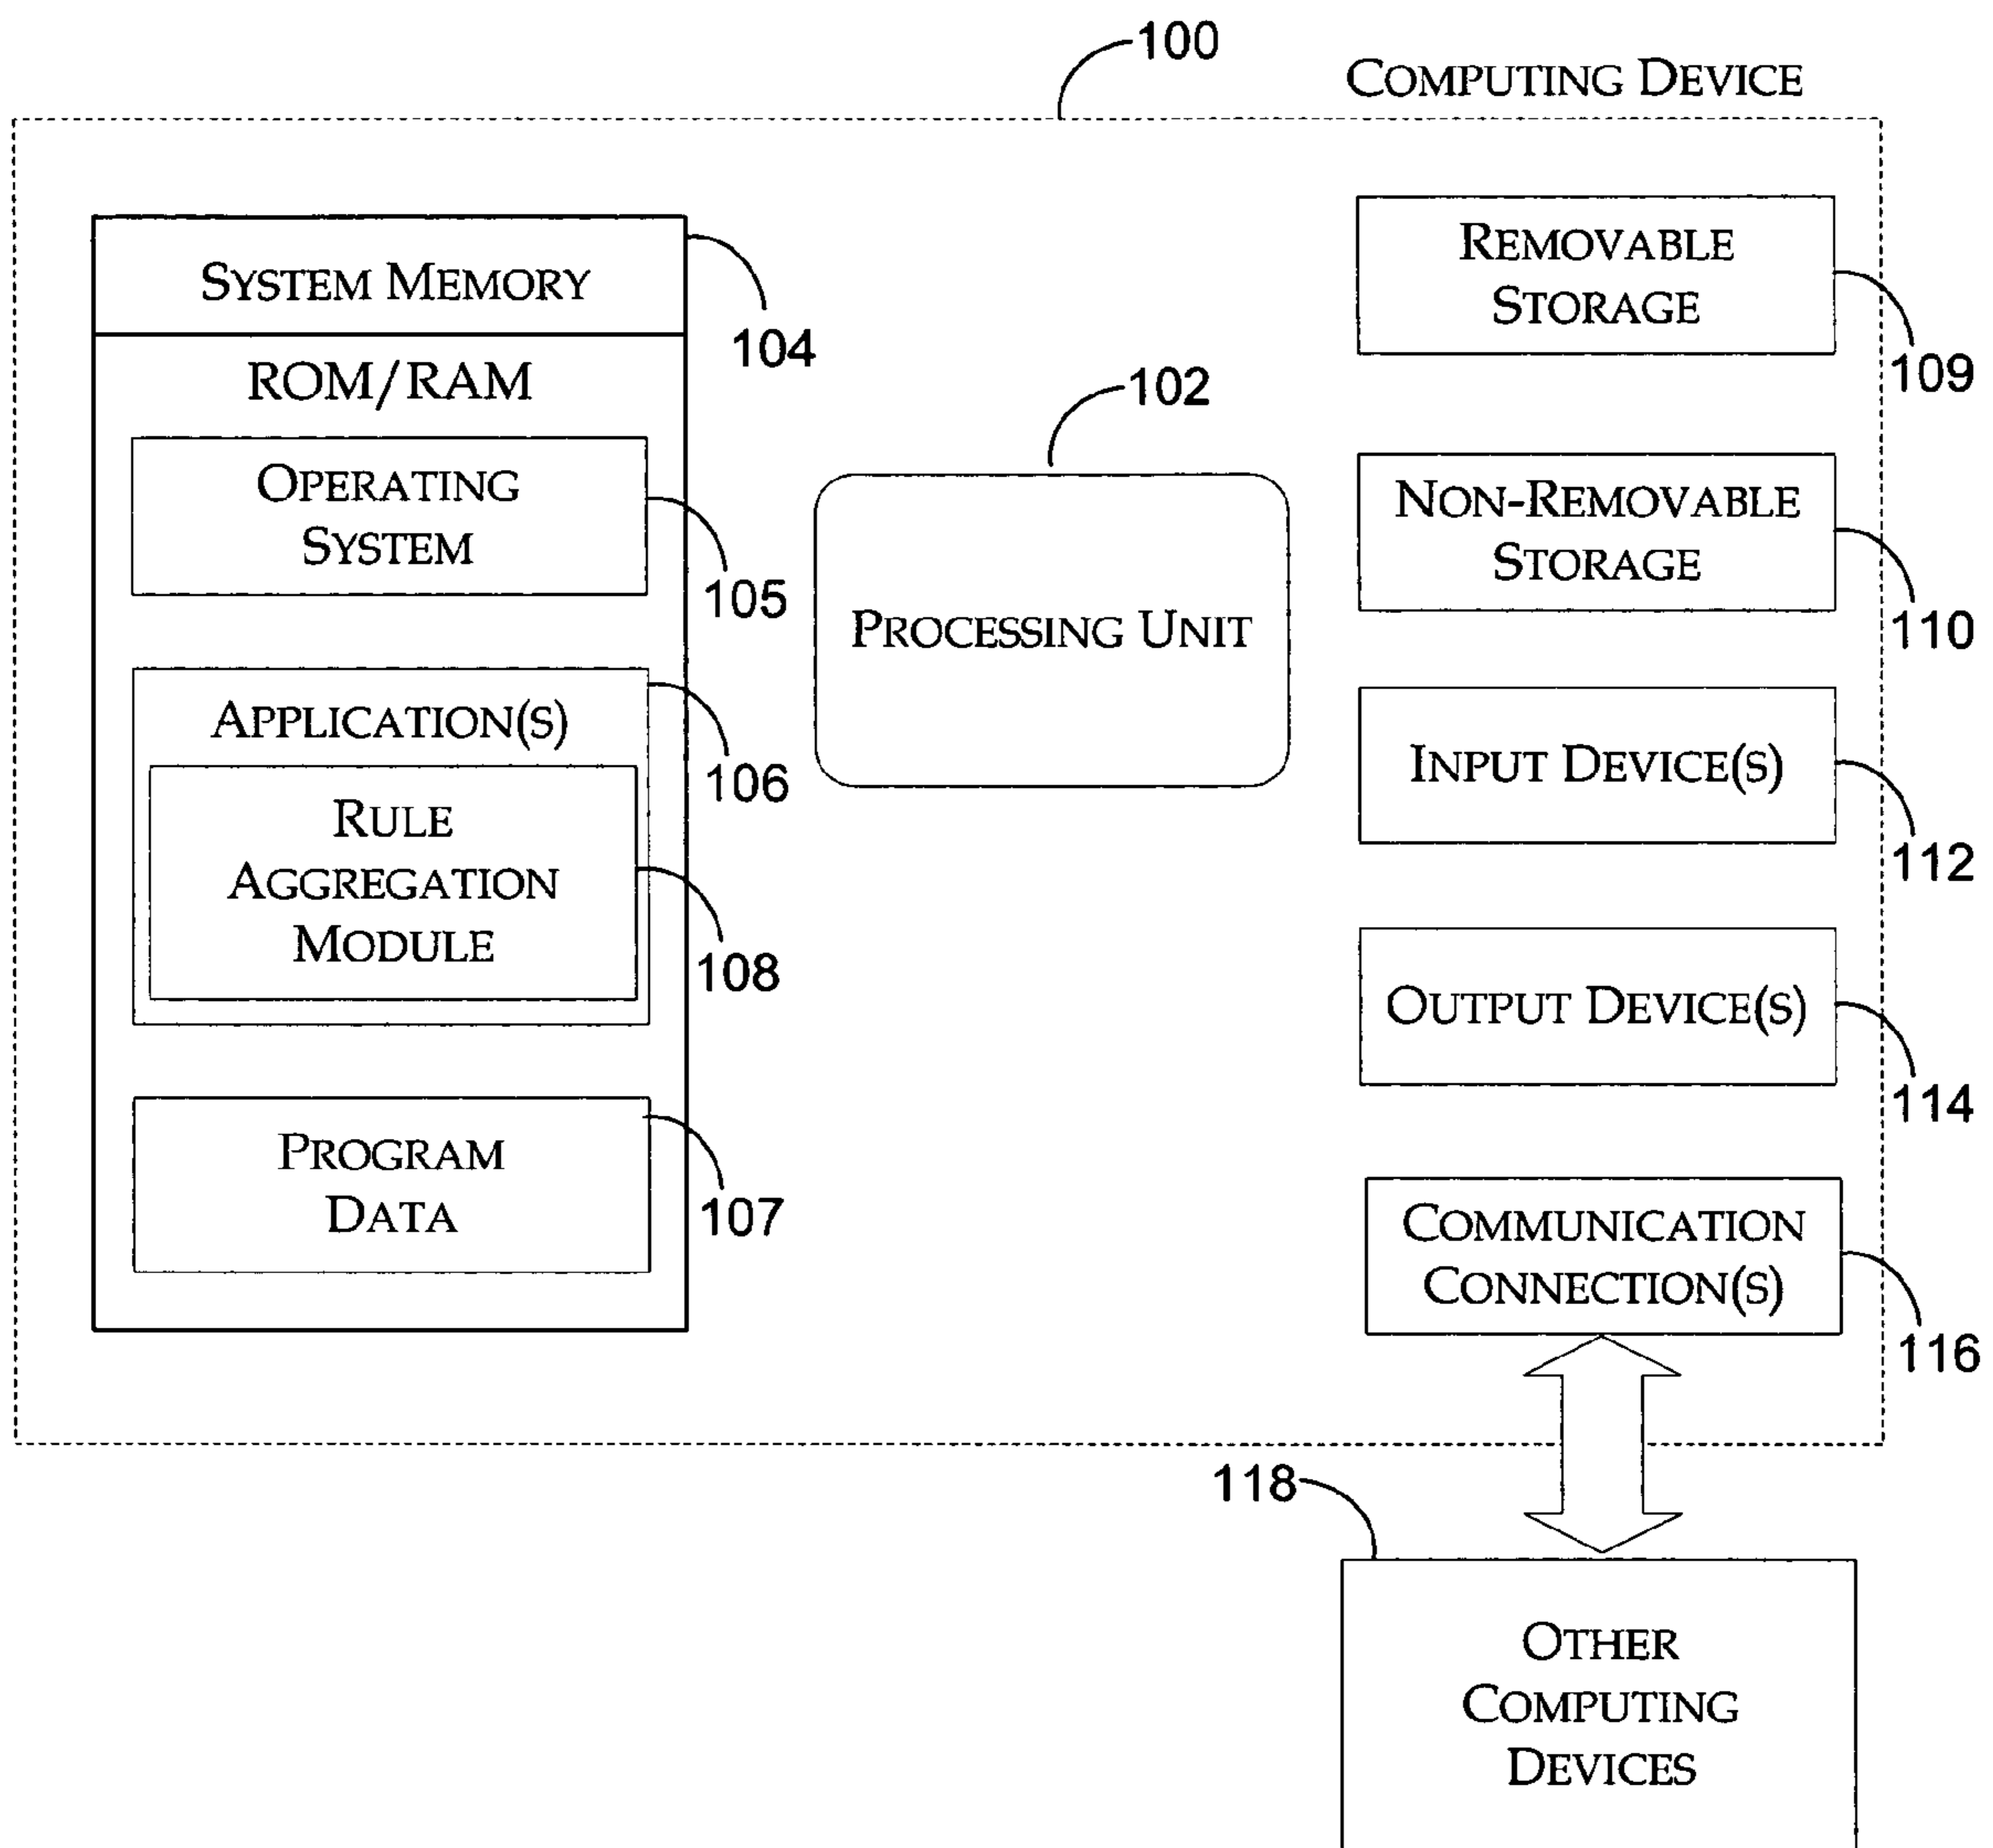 100
COMPUTING DEVICE
SYSTEM MEMORY
104
ROM/RAM
OPERATING
SYSTEM
105
APPLICATION(S)
106
RULE
AGGREGATION
MODULE
108
PROGRAM
DATA
107
102
PROCESSING UNIT
REMOVABLE
STORAGE
109
NON-REMOVABLE
STORAGE
110
INPUT DEVICE(S)
112
OUTPUT DEVICE(S)
114
COMMUNICATION
CONNECTION(S)
116
118
OTHER
COMPUTING
DEVICES